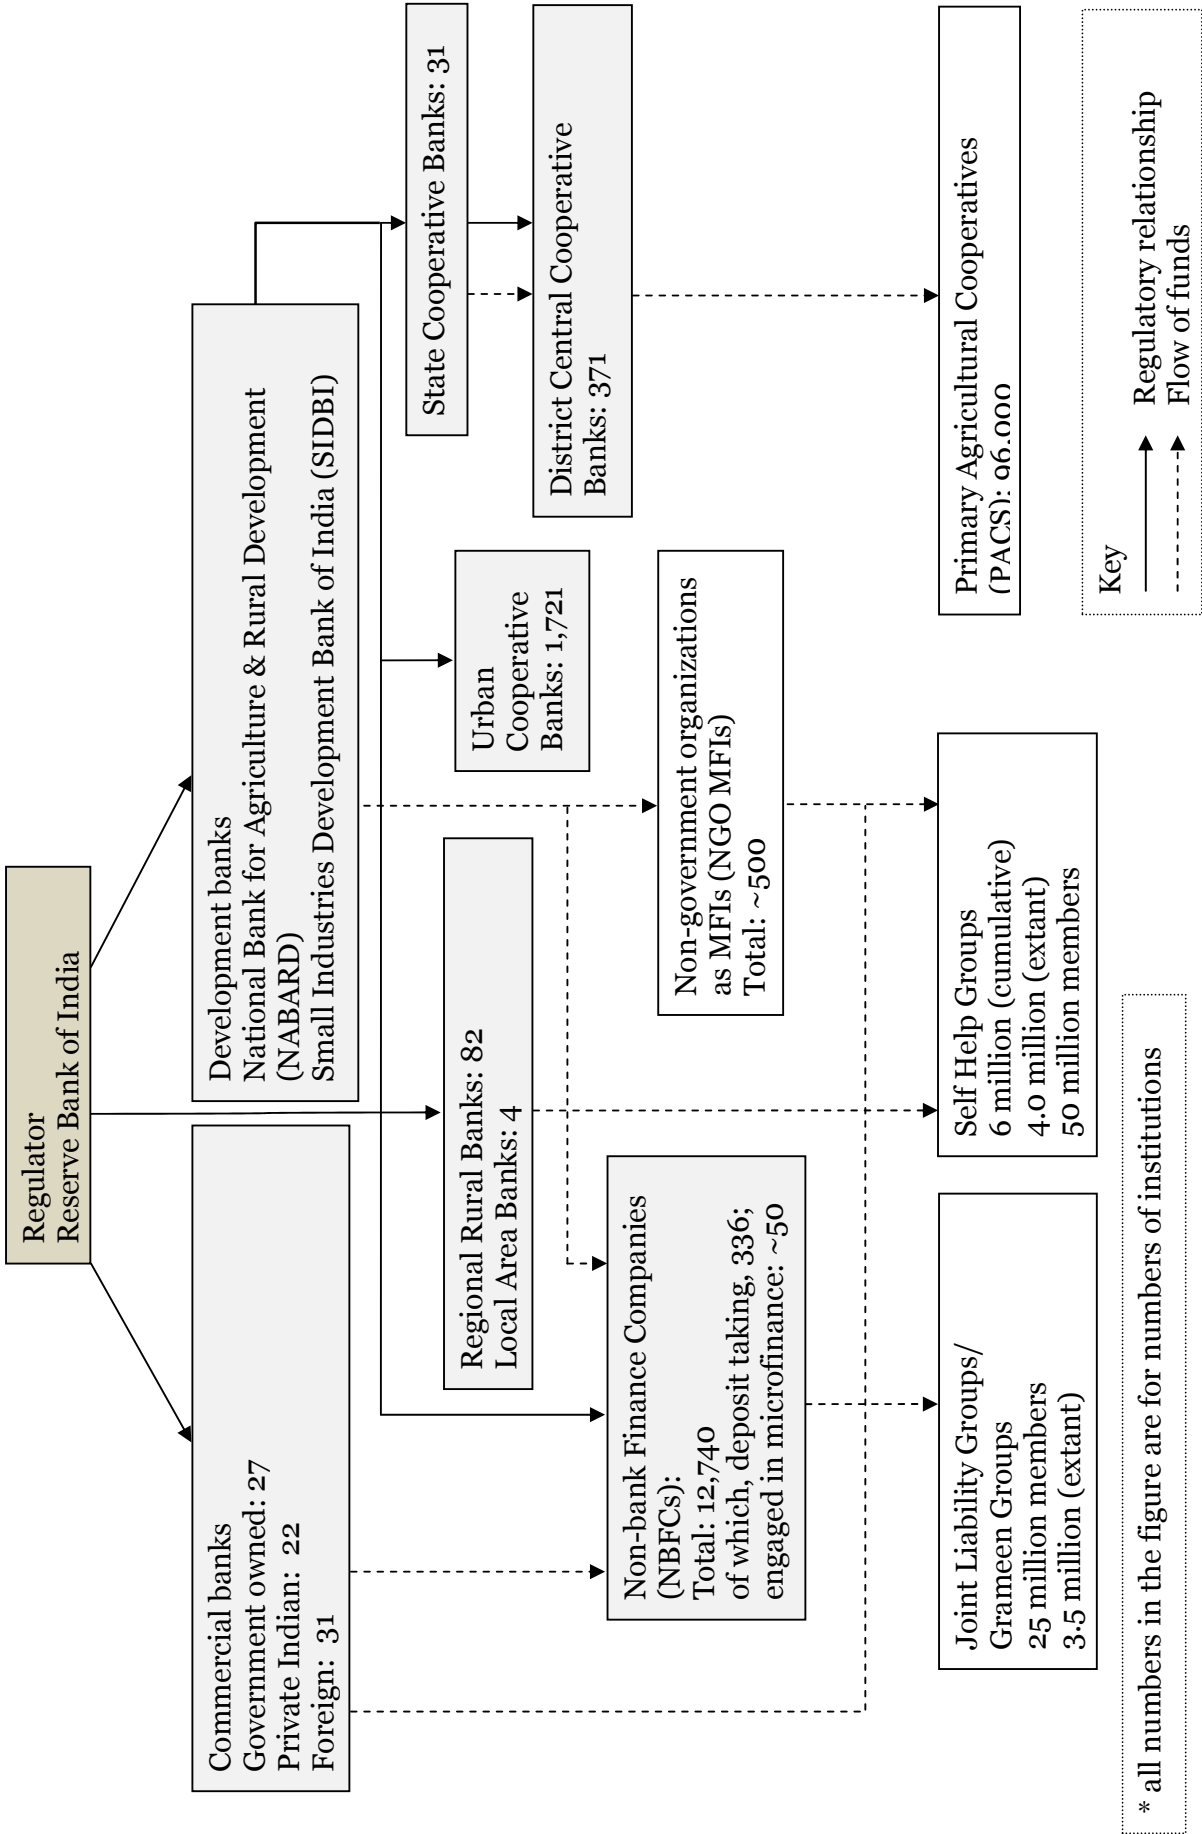 Regulator
Reserve Bank of India
Commercial banks
Government owned: 27
Private Indian: 22
Foreign: 31
Development banks
National Bank for Agriculture & Rural Development
(NABARD)
Small Industries Development Bank of India (SIDBI)
Regional Rural Banks: 82
Local Area Banks: 4
Urban
Cooperative
Banks: 1,721
State Cooperative Banks: 31
District Central Cooperative
Banks: 371
Non-bank Finance Companies
(NBFCs):
Total: 12,740
of which, deposit taking, 336;
engaged in microfinance: ~50
Non-government organizations
as MFIs (NGO MFIs)
Total: ~500
Joint Liability Groups/
Grameen Groups
25 million members
3.5 million (extant)
Self Help Groups
6 million (cumulative)
4.0 million (extant)
50 million members
Primary Agricultural Cooperatives
(PACS): 96,000
Key
Regulatory relationship
Flow of funds
* all numbers in the figure are for numbers of institutions